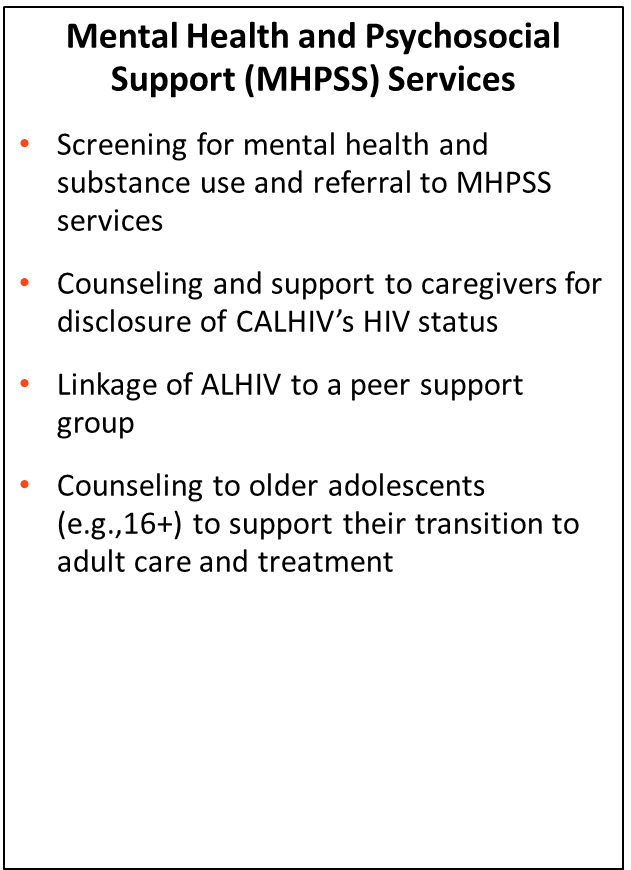 Mental Health and Psychosocial
Support (MHPSS) Services
• Screening for mental health and
substance use and referral to MHPSS
services
• Counseling and support to caregivers for
disclosure of CALHIV’s HIV status
• Linkage of ALHIV to a peer support
group
• Counseling to older adolescents
(e.g.,16+) to support their transition to
adult care and treatment